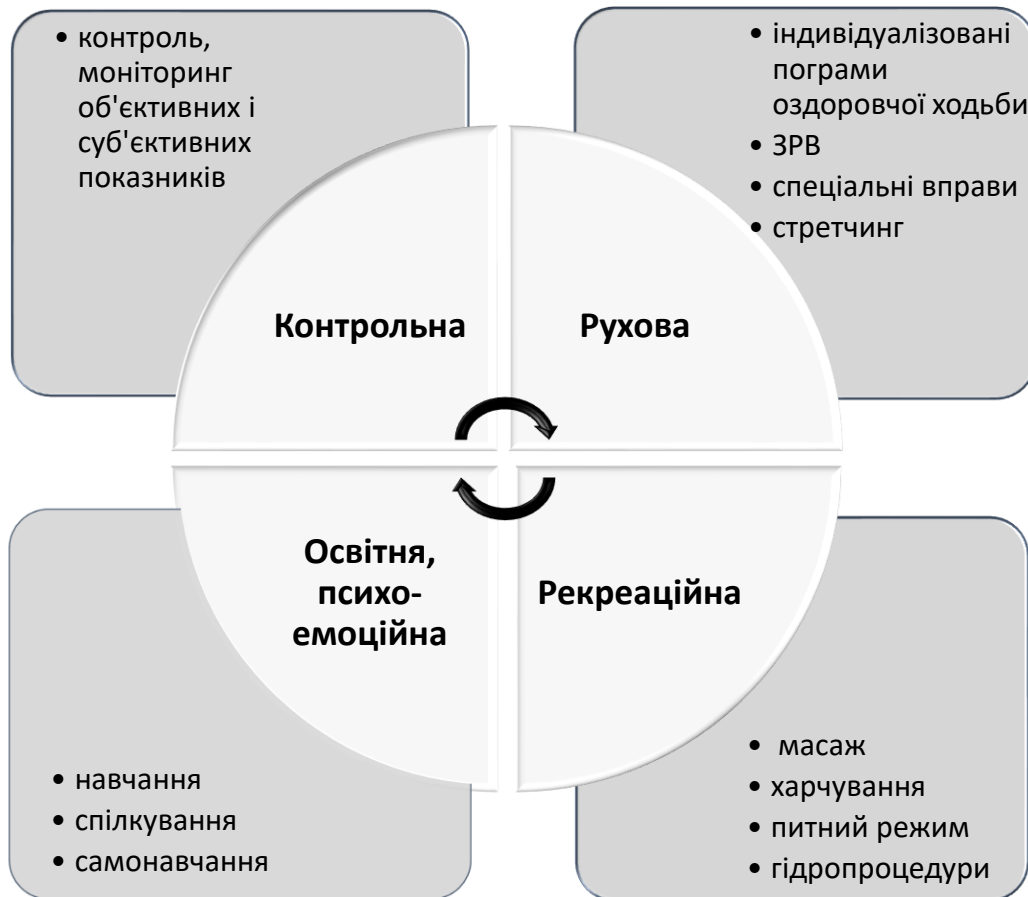 • контроль,
моніторинг
об'єктивних і
суб'єктивних
показників
• індивідуалізовані
пограми
оздоровчої ходьби
• ЗРВ
• спеціальні вправи
• стретчинг
Контрольна
Рухова
Освітня,
психо-
емоційна
Рекреаційна
• навчання
• спілкування
• самонавчання
• масаж
• харчування
• питний режим
• гідропроцедури